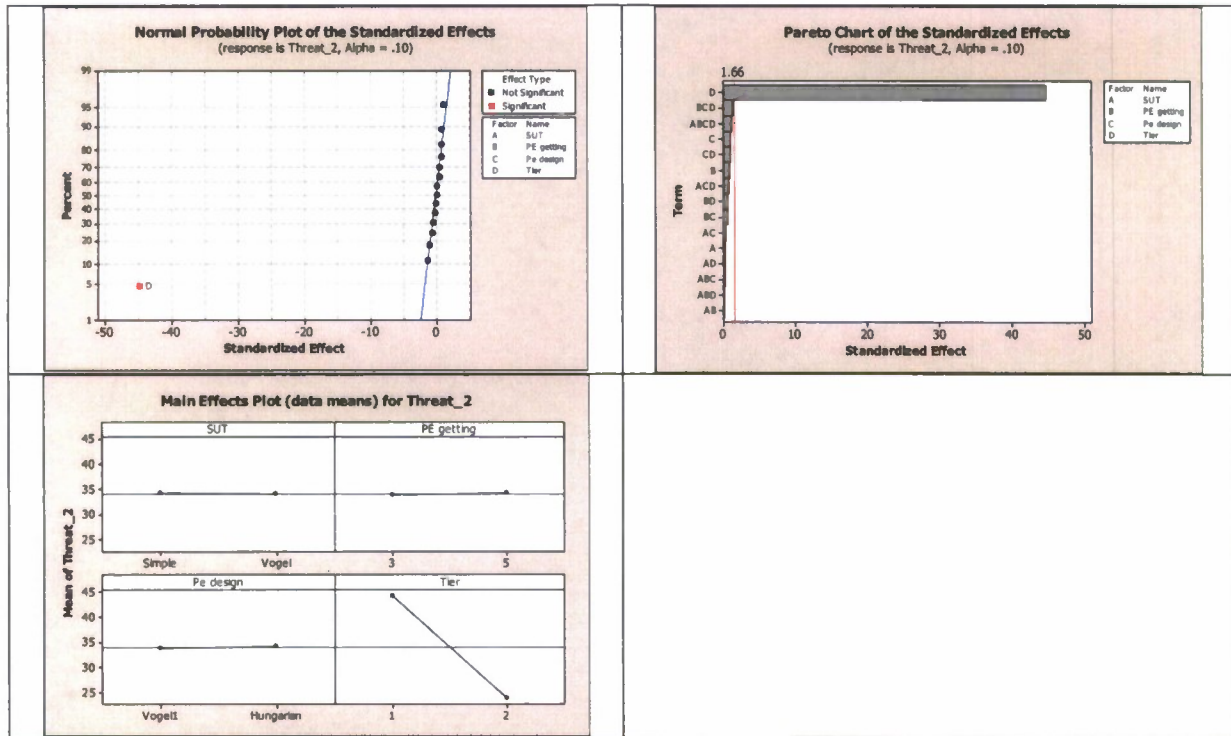 Normal Probability Plot of the Standardized Effects
(response is Threat_2, Alpha = .10)
99
95
90
80
70
60
50
40
30
20
10
5
1
Percent
D
-50 -40 -30 -20 -10 0
Standardized Effect
Effect Type
Not Significant
Significant
Factor Name
A SUT
B PE getting
C Pe design
D Tier
Pareto Chart of the Standardized Effects
(response is Threat_2, Alpha = .10)
1.66
D
BCD
ABCD
C
CD
B
ACD
BD
BC
AC
A
AD
ABC
ABD
AB
Term
0 10 20 30 40 50
Standardized Effect
Factor Name
A SUT
B PE getting
C Pe design
D Tier
Main Effects Plot (data means) for Threat_2
SUT PE getting
45
40
35
30
25
Simple Vogel 3 5
Mean of Threat_2
Pe design Tier
45
40
35
30
25
Vogel1 Hungarian 1 2